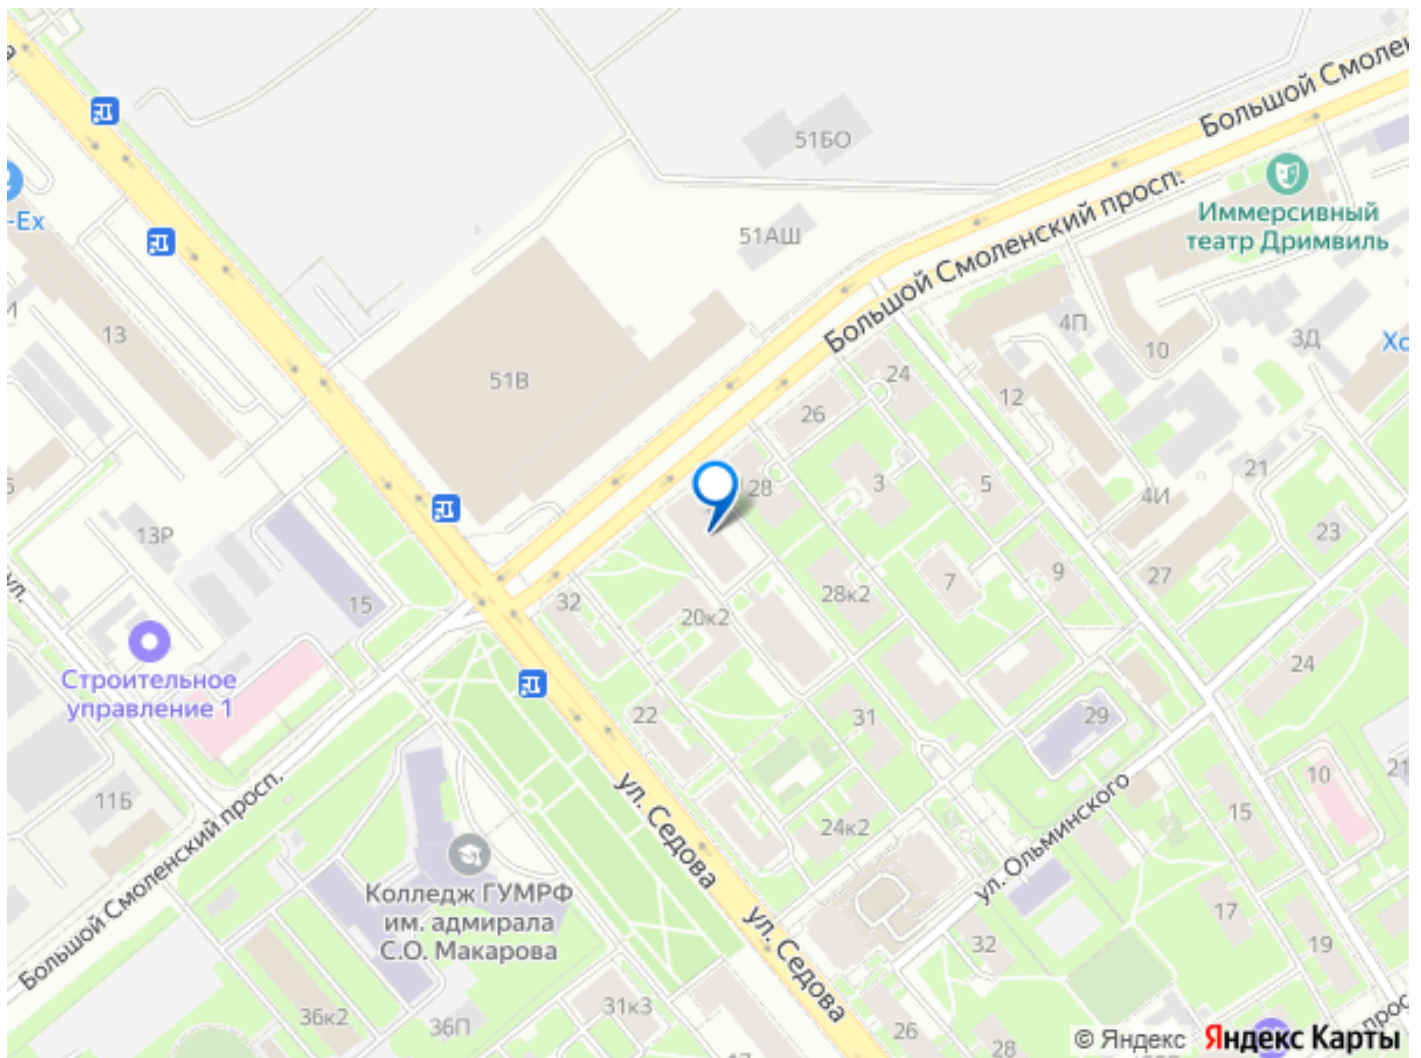 Большой Смоленский
51БО
Большой Смоленский просп.
Иммерсивный
театр Дримвиль
-Ex
51АШ
13
4П
3Д
10
51В
24
12
26
28
3
5
21
4И
23
13Р
15
32
20к2
28к2
7
9
27
Строительное
управление 1
22
31
29
24
10
21
11Б
Большой Смоленский просп.
ул. Седова
24к2
ул. Ольминского
15
Колледж ГУМРФ
им. адмирала
С.О. Макарова
ул. Седова
32
17
19
36к2
36П
31к3
26
28
17
© Яндекс
Яндекс Карты